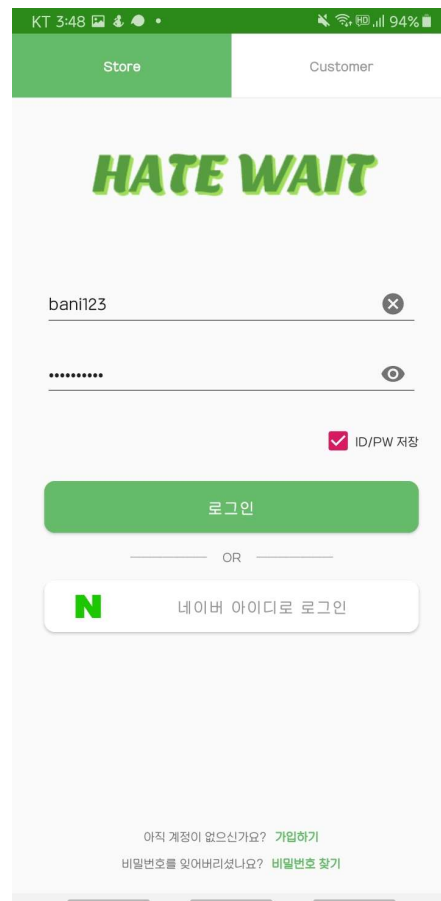 KT 3:48 94%
Store Customer
HATE WAIT
bani123
••••••••••
ID/PW 저장
로그인
OR
N 네이버 아이디로 로그인
아직 계정이 없으신가요? 가입하기
비밀번호를 잊어버리셨나요? 비밀번호 찾기